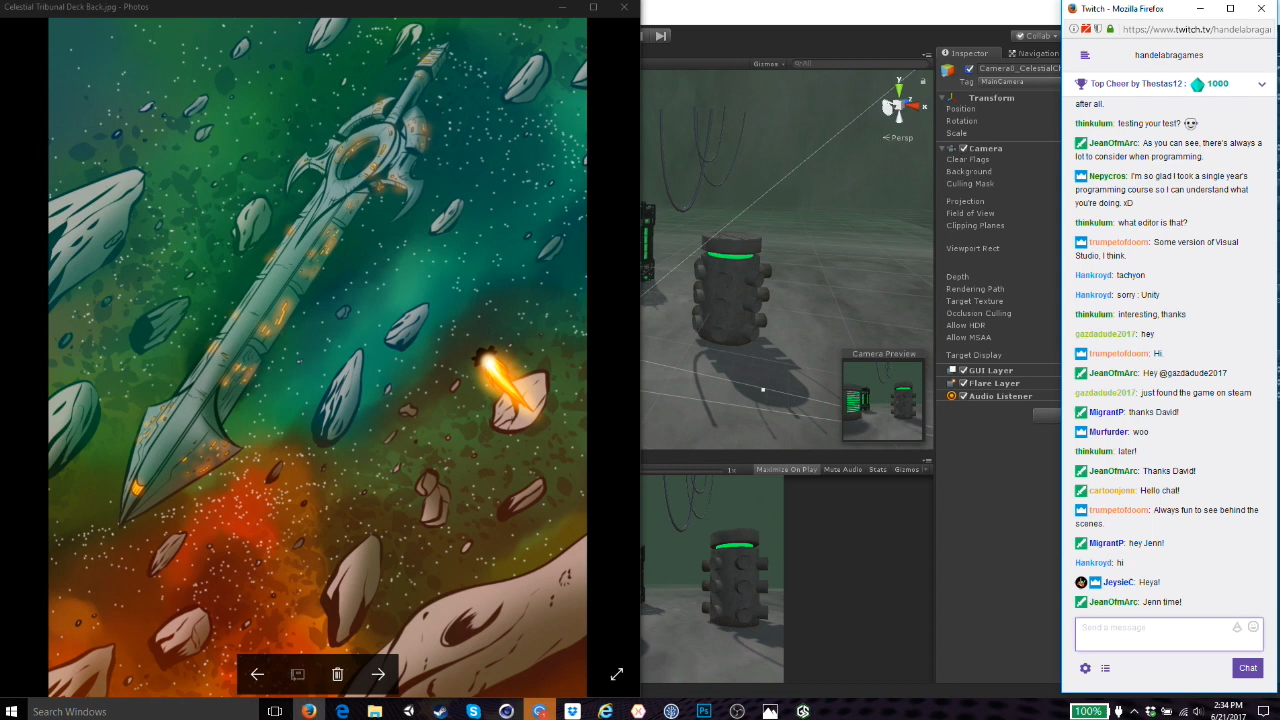 Celestial Tribunal Deck Back.jpg - Photos
Search Windows
Collab
Gizmos
All
Inspector
Navigation
Camera0_CelestialCh
Tag
MainCamera
Transform
Position
Rotation
Scale
Camera
Clear Flags
Background
Culling Mask
Projection
Field of View
Clipping Planes
Viewport Rect
Depth
Rendering Path
Target Texture
Occlusion Culling
Allow HDR
Allow MSAA
Target Display
GUI Layer
Flare Layer
Audio Listener
y
x
z
Persp
Camera Preview
1x
Maximize On Play
Mute Audio
Stats
Gizmos
Twitch - Mozilla Firefox
https://www.twitch.tv/handelabragar
handelabragames
Top Cheer by Thestas12 : 1000
after all.
thinkulum: testing your test?
JeanOfmArc: As you can see, there's always a
lot to consider when programming.
Nepycros: I'm so glad I took a single year's
programming course so I can understand what
you're doing. xD
thinkulum: what editor is that?
trumpetofdoom: Some version of Visual
Studio, I think.
Hankroyd: tachyon
Hankroyd: sorry : Unity
thinkulum: interesting, thanks
gazdadude2017: hey
trumpetofdoom: Hi.
JeanOfmArc: Hey @gazdadude2017
gazdadude2017: just found the game on steam
MigrantP: thanks David!
Murfurder: woo
thinkulum: later!
JeanOfmArc: Thanks David!
cartoonjenn: Hello chat!
trumpetofdoom: Always fun to see behind the
scenes.
MigrantP: hey Jenn!
Hankroyd: hi
JeysieC: Heya!
JeanOfmArc: Jenn time!
Send a message
Chat
100%
2:34 PM
6/21/2017